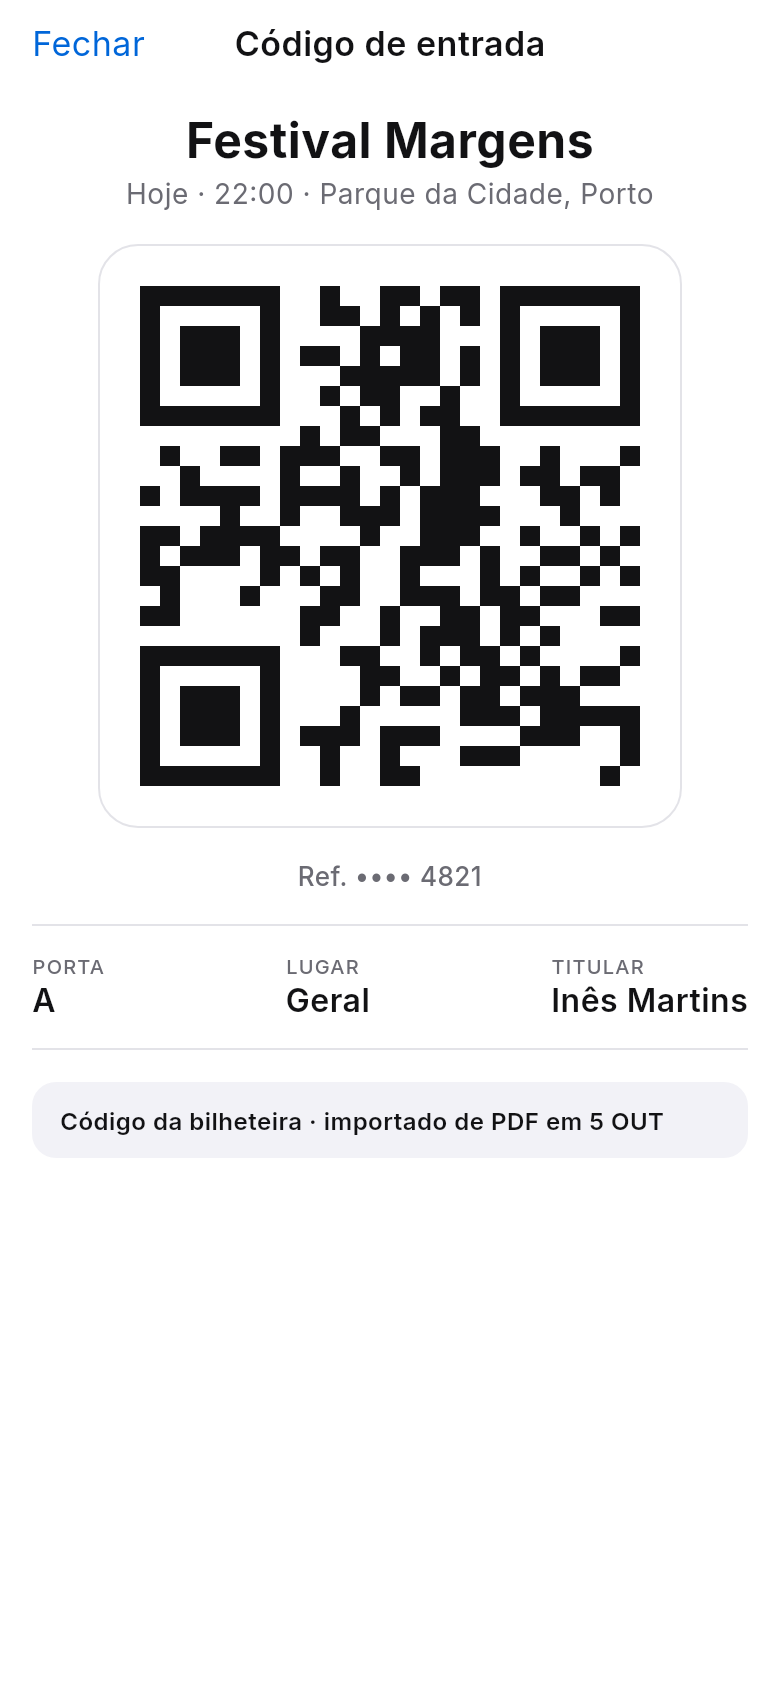 Fechar
Código de entrada
Festival Margens
Hoje · 22:00 · Parque da Cidade, Porto
Ref. •••• 4821
PORTA
A
LUGAR
Geral
TITULAR
Inês Martins
Código da bilheteira · importado de PDF em 5 OUT